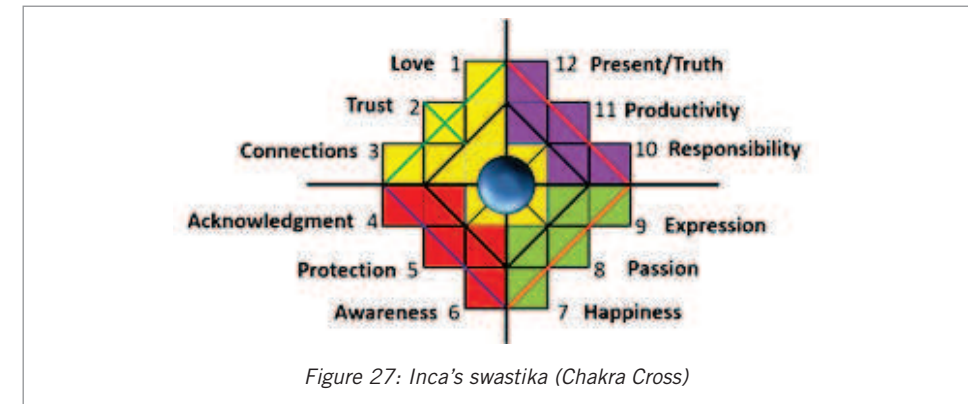 Love 1 12 Present/Truth
Trust 2 11 Productivity
Connections 3 10 Responsibility
Acknowledgment 4 9 Expression
Protection 5 8 Passion
Awareness 6 7 Happiness
Figure 27: Inca's swastika (Chakra Cross)